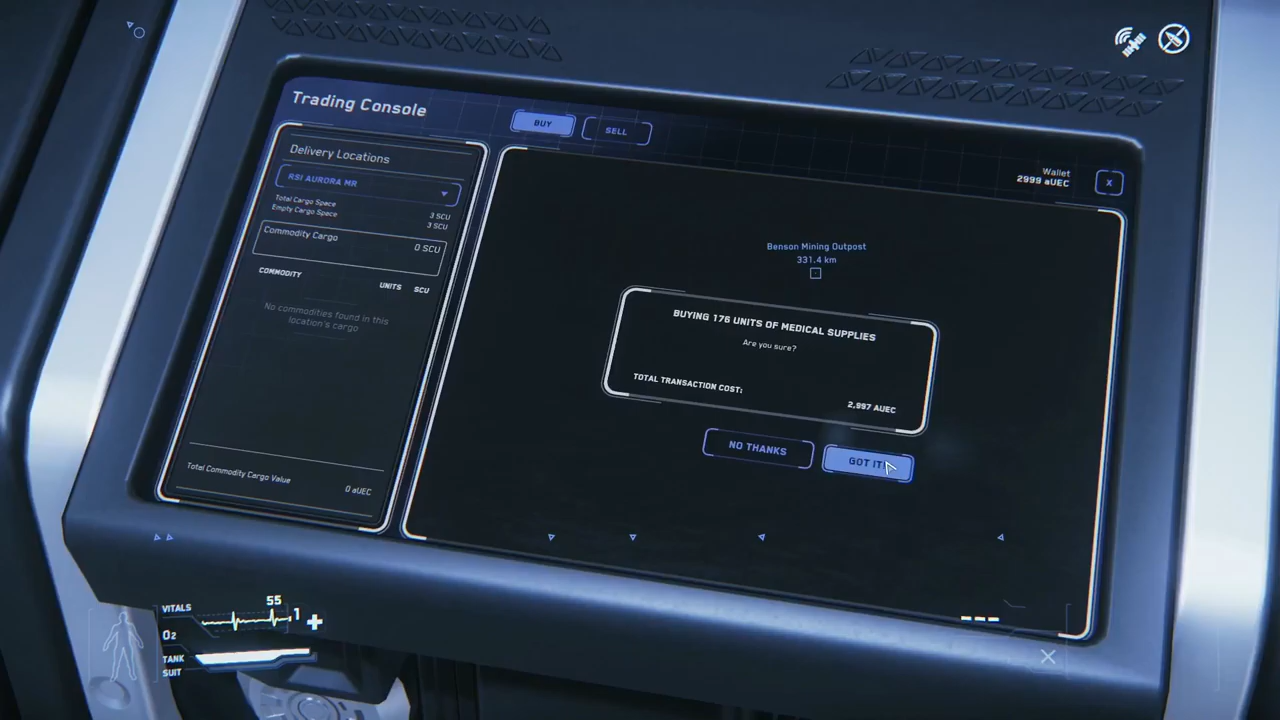 Trading Console
BUY
SELL
Wallet
2999 aUEC
X
Delivery Locations
RSI AURORA MR
Total Cargo Space 3 SCU
Empty Cargo Space 3 SCU
Commodity Cargo 0 SCU
COMMODITY UNITS SCU
No commodities found in this
location's cargo
Total Commodity Cargo Value 0 aUEC
Benson Mining Outpost
331.4 km
BUYING 176 UNITS OF MEDICAL SUPPLIES
Are you sure?
TOTAL TRANSACTION COST: 2,997 AUEC
NO THANKS
GOT IT!
VITALS 55 1
O2
TANK
SUIT